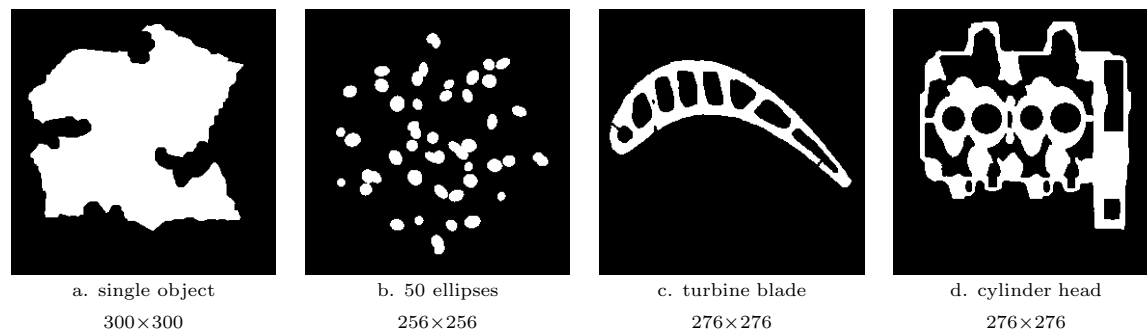 a. single object
b. 50 ellipses
c. turbine blade
d. cylinder head
300×300
256×256
276×276
276×276